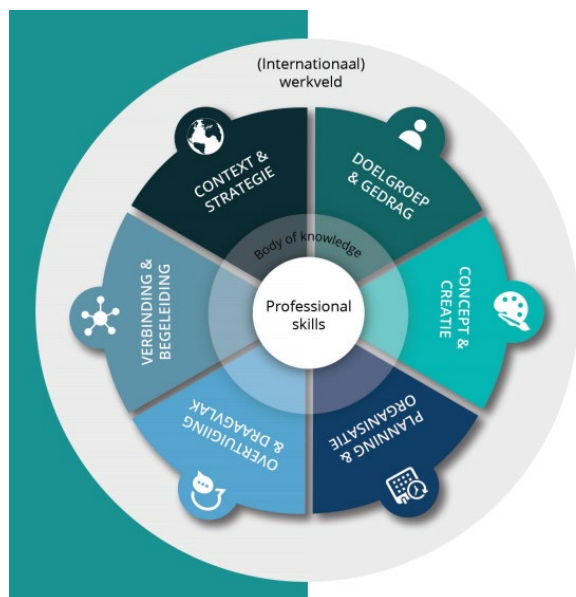 (Internationaal)
werkveld
CONTEXT &
STRATEGIE
DOELGROEP
& GEDRAG
CONCEPT &
CREATIE
PLANNING &
ORGANISATIE
OVERTUIGING
& DRAAGVLAK
VERBINDING &
BEGELEIDING
Body of knowledge
Professional
skills